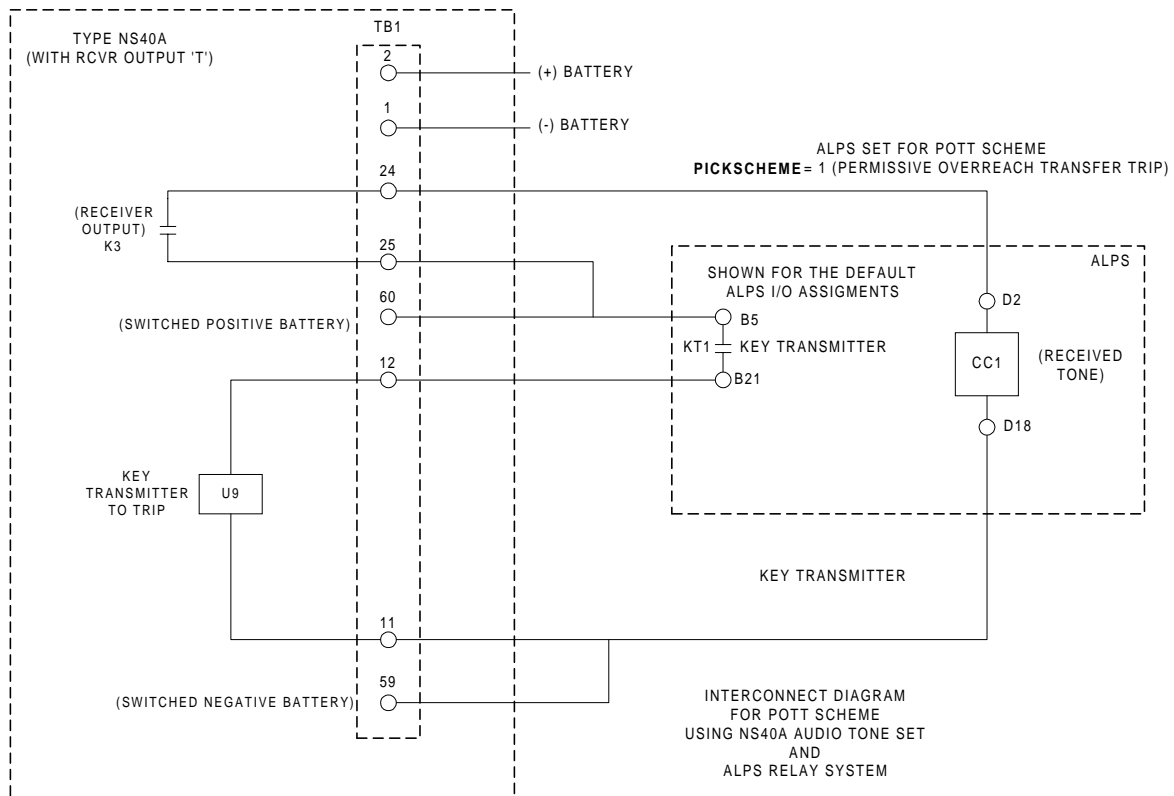 TYPE NS40A
(WITH RCVR OUTPUT 'T')
TB1
2
(+) BATTERY
1
(-) BATTERY
ALPS SET FOR POTT SCHEME
PICKSCHEME = 1 (PERMISSIVE OVERREACH TRANSFER TRIP)
24
(RECEIVER
OUTPUT)
K3
25
SHOWN FOR THE DEFAULT
ALPS I/O ASSIGMENTS
ALPS
60
(SWITCHED POSITIVE BATTERY)
B5
D2
KT1
KEY TRANSMITTER
12
B21
CC1
(RECEIVED
TONE)
D18
KEY
TRANSMITTER
TO TRIP
U9
KEY TRANSMITTER
11
59
(SWITCHED NEGATIVE BATTERY)
INTERCONNECT DIAGRAM
FOR POTT SCHEME
USING NS40A AUDIO TONE SET
AND
ALPS RELAY SYSTEM